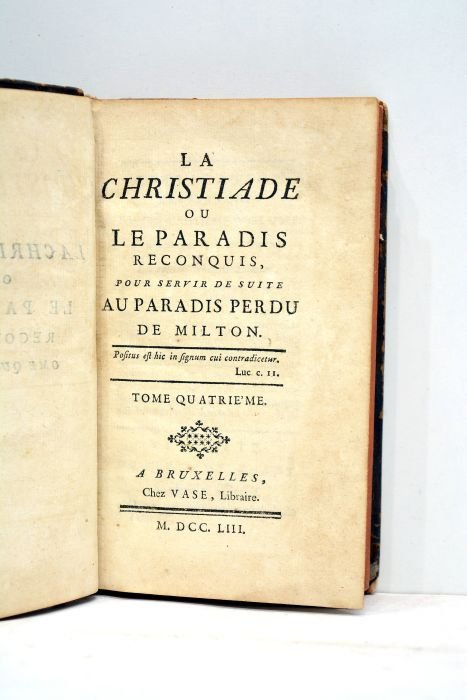 LA
CHRISTIADE
OU
LE PARADIS
RECONQUIS,
POUR SERVIR DE SUITE
AU PARADIS PERDU
DE MILTON.
Positus est hic in signum cui contradicetur.
Luc c. II.
TOME QUATRIE'ME.
A BRUXELLES,
Chez VASE, Libraire.
M. DCC. LIII.